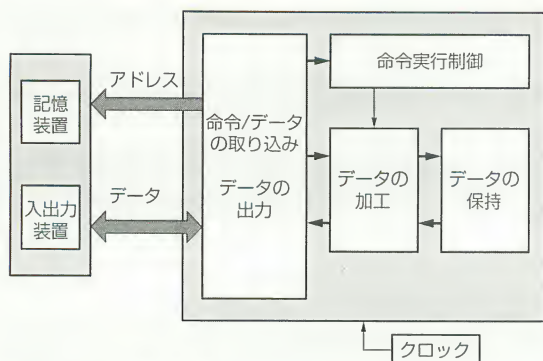 アドレス
記憶
装置
データ
入出力
装置
命令/データ
の取り込み
データの
出力
命令実行制御
データの
加工
データの
保持
クロック